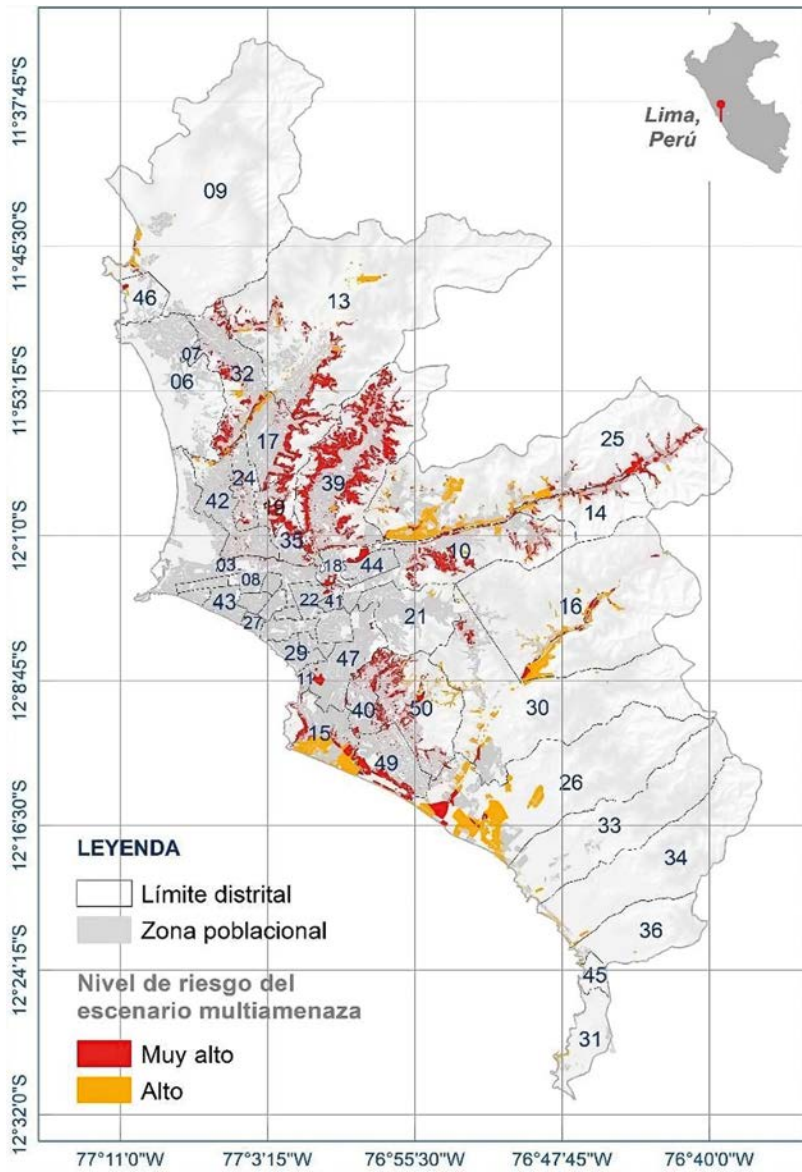 11°37'45"S
Lima,
Perú
09
11°45'30"S
46
13
07
32
06
11°53'15"S
25
17
24
39
42
19
14
35
12°1'0"S
10
03
18
44
08
16
43
22
41
21
27
29
47
12°8'45"S
11
40
50
30
15
49
26
12°16'30"S
33
LEYENDA
34
Límite distrital
Zona poblacional
36
12°24'15"S
45
Nivel de riesgo del
escenario multiamenaza
31
Muy alto
Alto
12°32'0"S
77°11'0"W
77°3'15"W
76°55'30"W
76°47'45"W
76°40'0"W